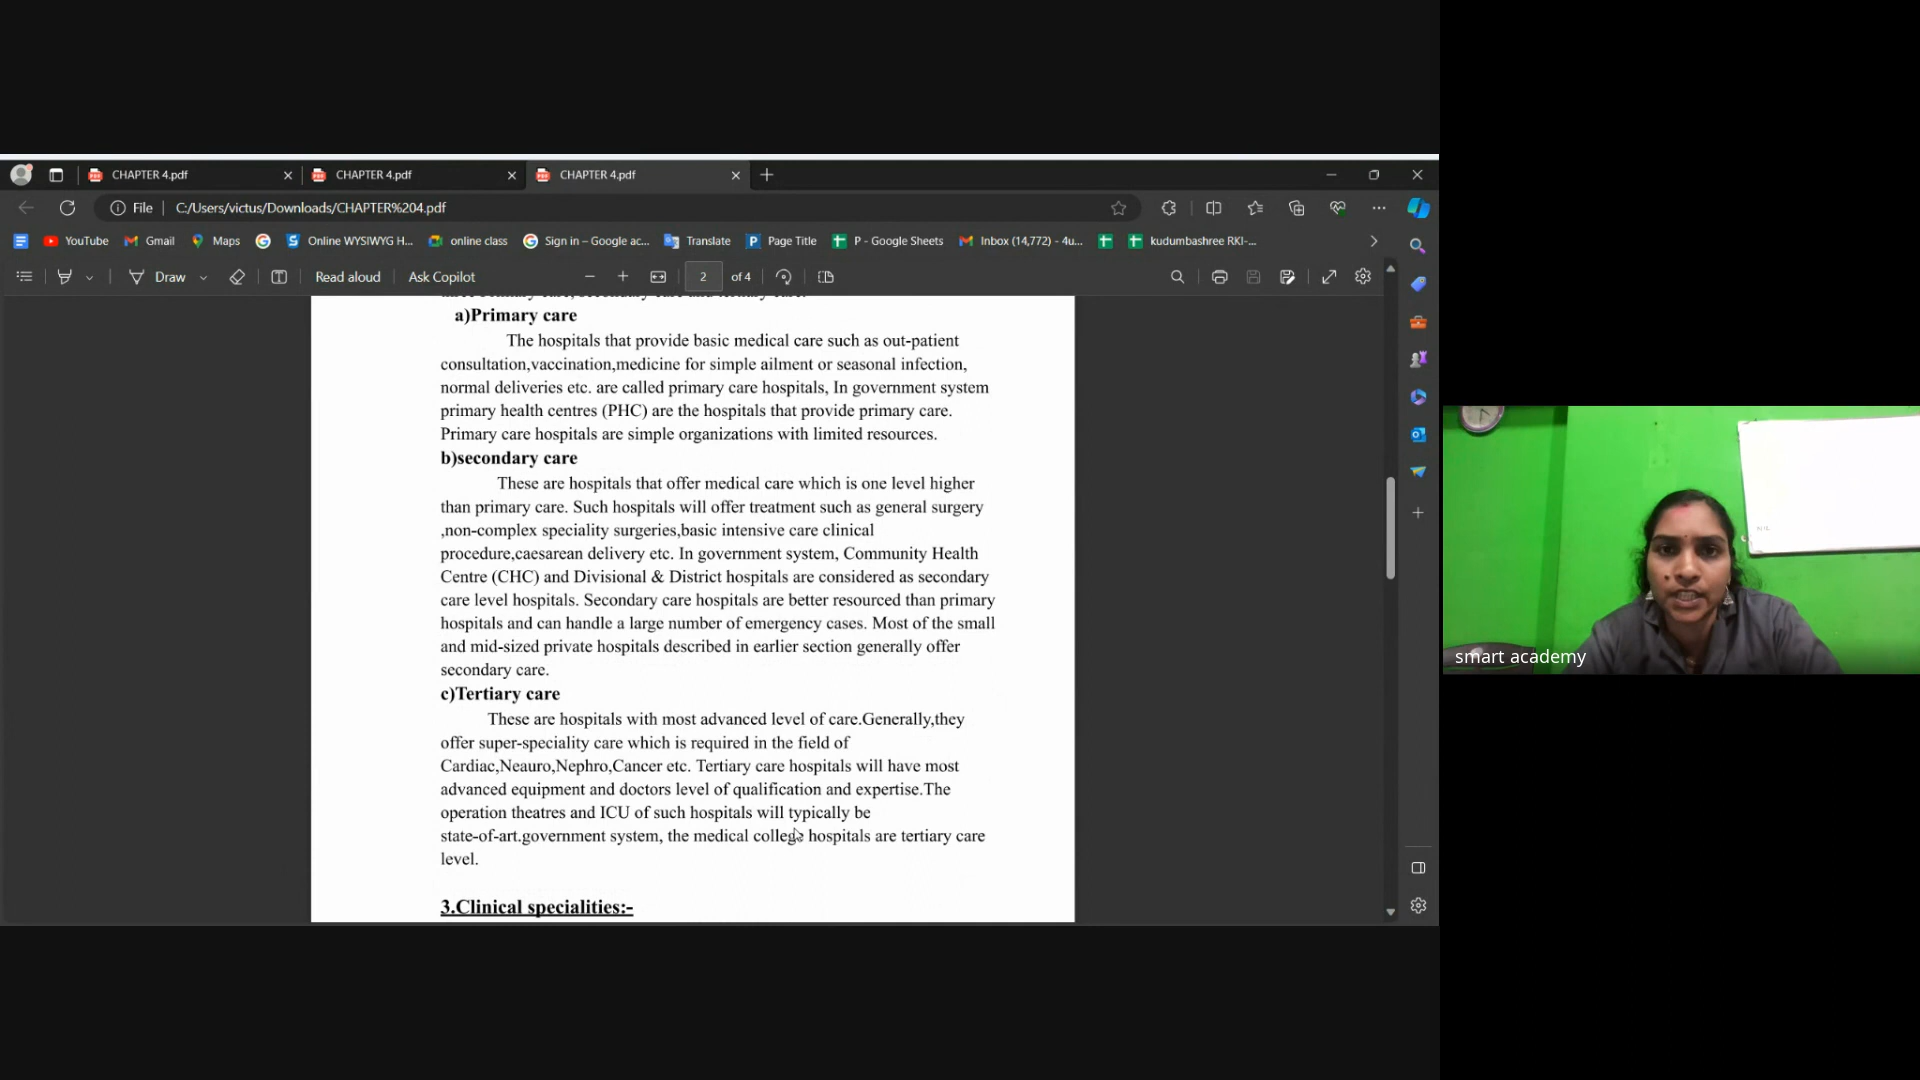 CHAPTER 4.pdf
CHAPTER 4.pdf
CHAPTER 4.pdf
File
C:/Users/victus/Downloads/CHAPTER%204.pdf
YouTube
Gmail
Maps
Online WYSIWYG H...
online class
Sign in – Google ac...
Translate
Page Title
P - Google Sheets
Inbox (14,772) - 4u...
kudumbashree RKI-...
Draw
Read aloud
Ask Copilot
2
of 4
a)Primary care
The hospitals that provide basic medical care such as out-patient
consultation,vaccination,medicine for simple ailment or seasonal infection,
normal deliveries etc. are called primary care hospitals, In government system
primary health centres (PHC) are the hospitals that provide primary care.
Primary care hospitals are simple organizations with limited resources.
b)secondary care
These are hospitals that offer medical care which is one level higher
than primary care. Such hospitals will offer treatment such as general surgery
,non-complex speciality surgeries,basic intensive care clinical
procedure,caesarean delivery etc. In government system, Community Health
Centre (CHC) and Divisional & District hospitals are considered as secondary
care level hospitals. Secondary care hospitals are better resourced than primary
hospitals and can handle a large number of emergency cases. Most of the small
and mid-sized private hospitals described in earlier section generally offer
secondary care.
c)Tertiary care
These are hospitals with most advanced level of care.Generally,they
offer super-speciality care which is required in the field of
Cardiac,Neauro,Nephro,Cancer etc. Tertiary care hospitals will have most
advanced equipment and doctors level of qualification and expertise.The
operation theatres and ICU of such hospitals will typically be
state-of-art.government system, the medical college hospitals are tertiary care
level.
3.Clinical specialities:-
smart academy